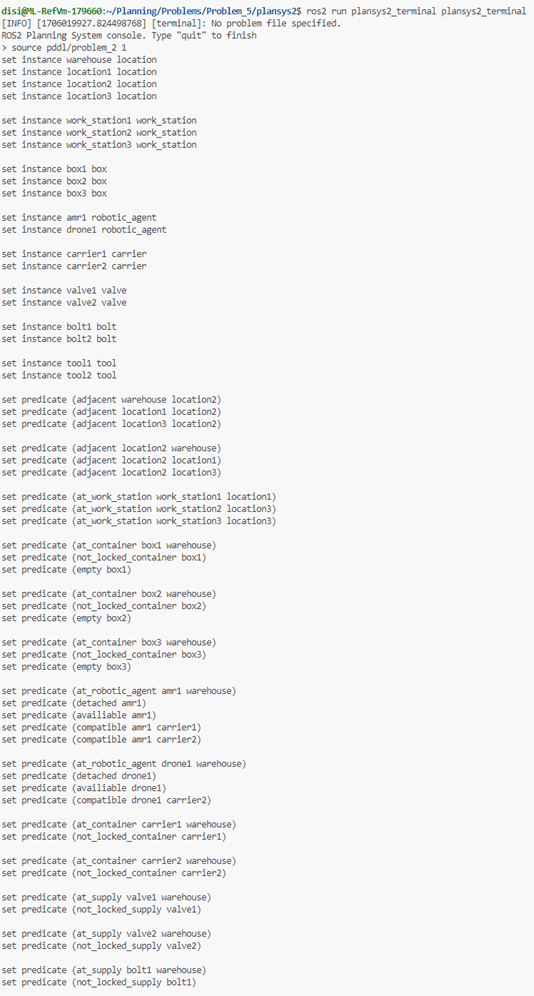 disi@ML-RefVm-179660:~/Planning/Problems/Problem_5/plansys2$ ros2 run plansys2_terminal plansys2_terminal
[INFO] [1706019927.824498768] [terminal]: No problem file specified.
ROS2 Planning System console. Type "quit" to finish
> source pddl/problem_2 1
set instance warehouse location
set instance location1 location
set instance location2 location
set instance location3 location

set instance work_station1 work_station
set instance work_station2 work_station
set instance work_station3 work_station

set instance box1 box
set instance box2 box
set instance box3 box

set instance amr1 robotic_agent
set instance drone1 robotic_agent

set instance carrier1 carrier
set instance carrier2 carrier

set instance valve1 valve
set instance valve2 valve

set instance bolt1 bolt
set instance bolt2 bolt

set instance tool1 tool
set instance tool2 tool

set predicate (adjacent warehouse location2)
set predicate (adjacent location1 location2)
set predicate (adjacent location3 location2)

set predicate (adjacent location2 warehouse)
set predicate (adjacent location2 location1)
set predicate (adjacent location2 location3)

set predicate (at_work_station work_station1 location1)
set predicate (at_work_station work_station2 location3)
set predicate (at_work_station work_station3 location3)

set predicate (at_container box1 warehouse)
set predicate (not_locked_container box1)
set predicate (empty box1)

set predicate (at_container box2 warehouse)
set predicate (not_locked_container box2)
set predicate (empty box2)

set predicate (at_container box3 warehouse)
set predicate (not_locked_container box3)
set predicate (empty box3)

set predicate (at_robotic_agent amr1 warehouse)
set predicate (detached amr1)
set predicate (availiable amr1)
set predicate (compatible amr1 carrier1)
set predicate (compatible amr1 carrier2)

set predicate (at_robotic_agent drone1 warehouse)
set predicate (detached drone1)
set predicate (availiable drone1)
set predicate (compatible drone1 carrier2)

set predicate (at_container carrier1 warehouse)
set predicate (not_locked_container carrier1)

set predicate (at_container carrier2 warehouse)
set predicate (not_locked_container carrier2)

set predicate (at_supply valve1 warehouse)
set predicate (not_locked_supply valve1)

set predicate (at_supply valve2 warehouse)
set predicate (not_locked_supply valve2)

set predicate (at_supply bolt1 warehouse)
set predicate (not_locked_supply bolt1)